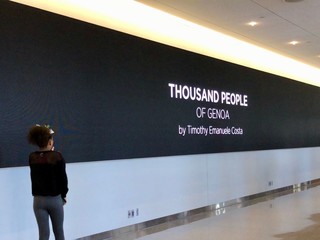 THOUSAND PEOPLE
OF GENOA
by Timothy Emanuele Costa